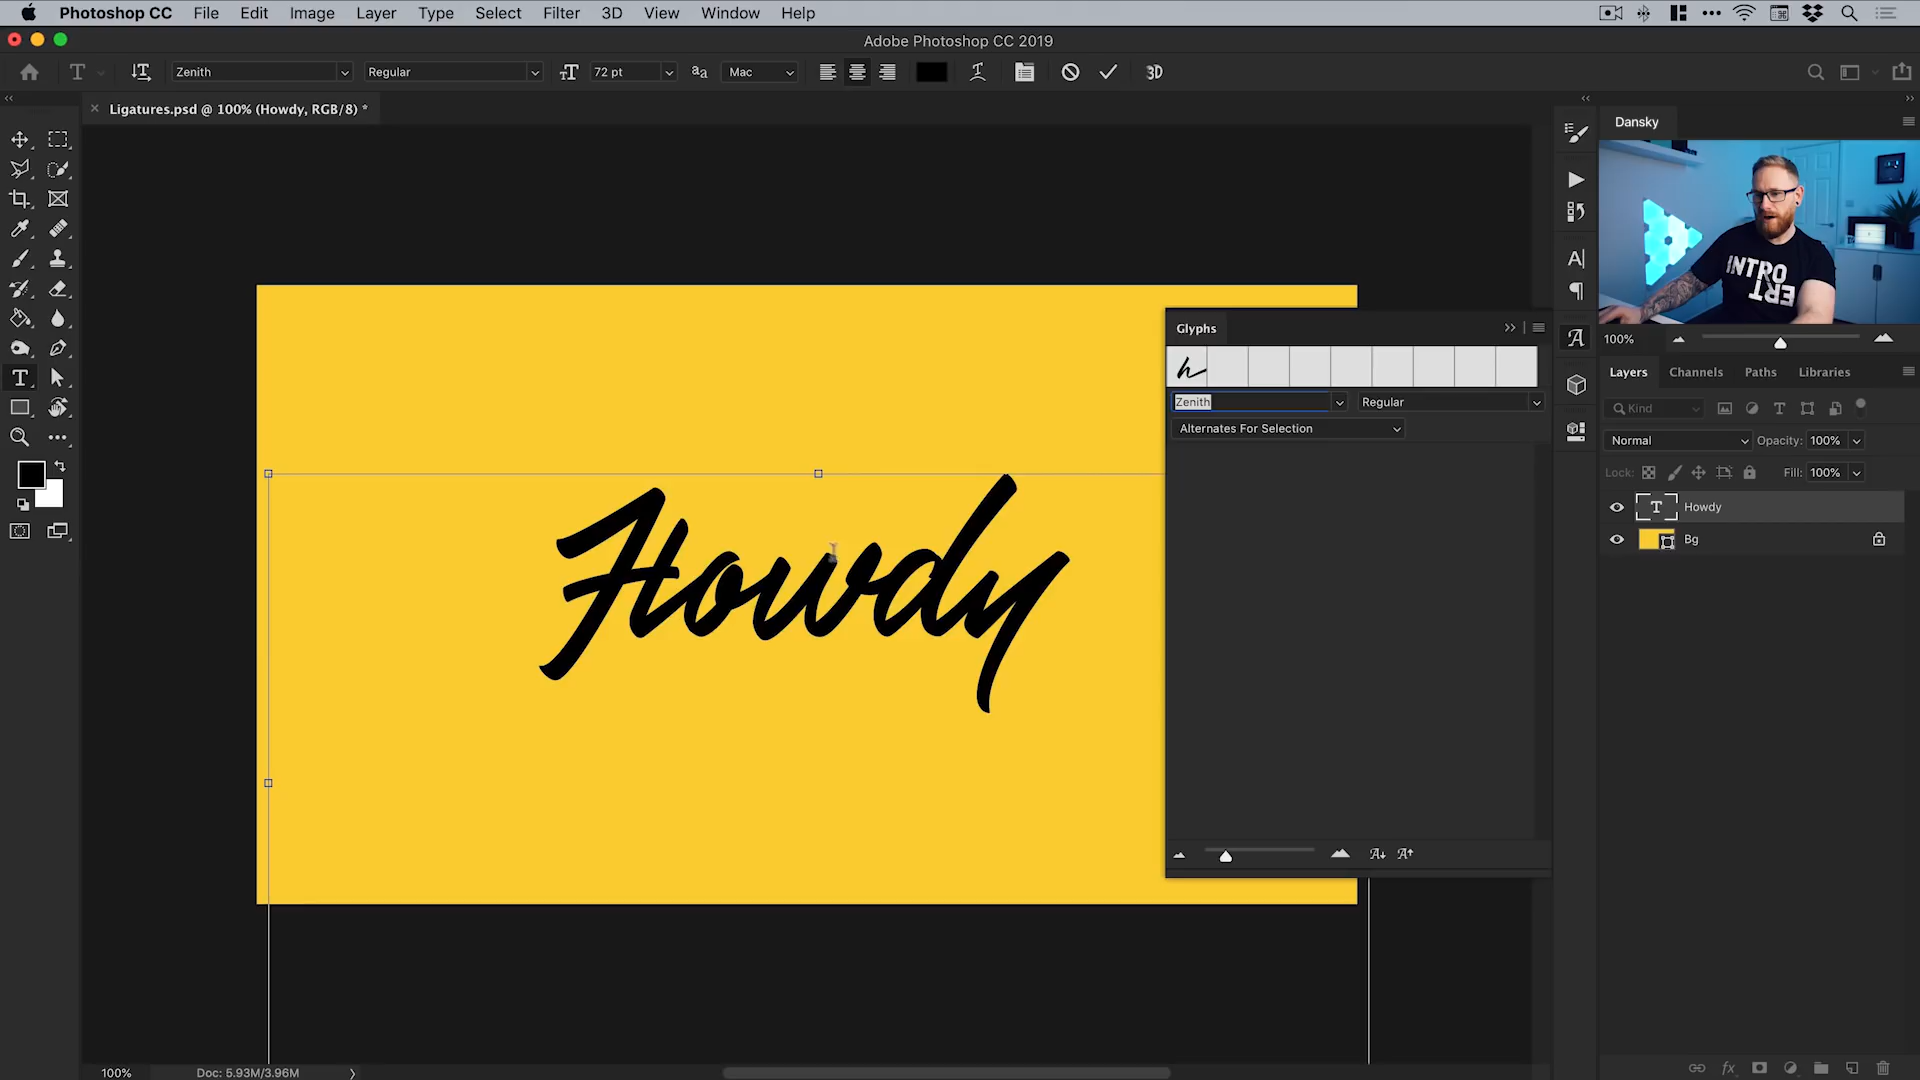 Photoshop CC File Edit Image Layer Type Select Filter 3D View Window Help
Adobe Photoshop CC 2019
Zenith Regular 72 pt Mac 3D
Ligatures.psd @ 100% (Howdy, RGB/8) *
Dansky
INTRO
ERT
100%
Glyphs
Zenith Regular
Alternates For Selection
Howdy
Layers Channels Paths Libraries
Kind
Normal Opacity: 100%
Lock: Fill: 100%
Howdy
Bg
100% Doc: 5.93M/3.96M